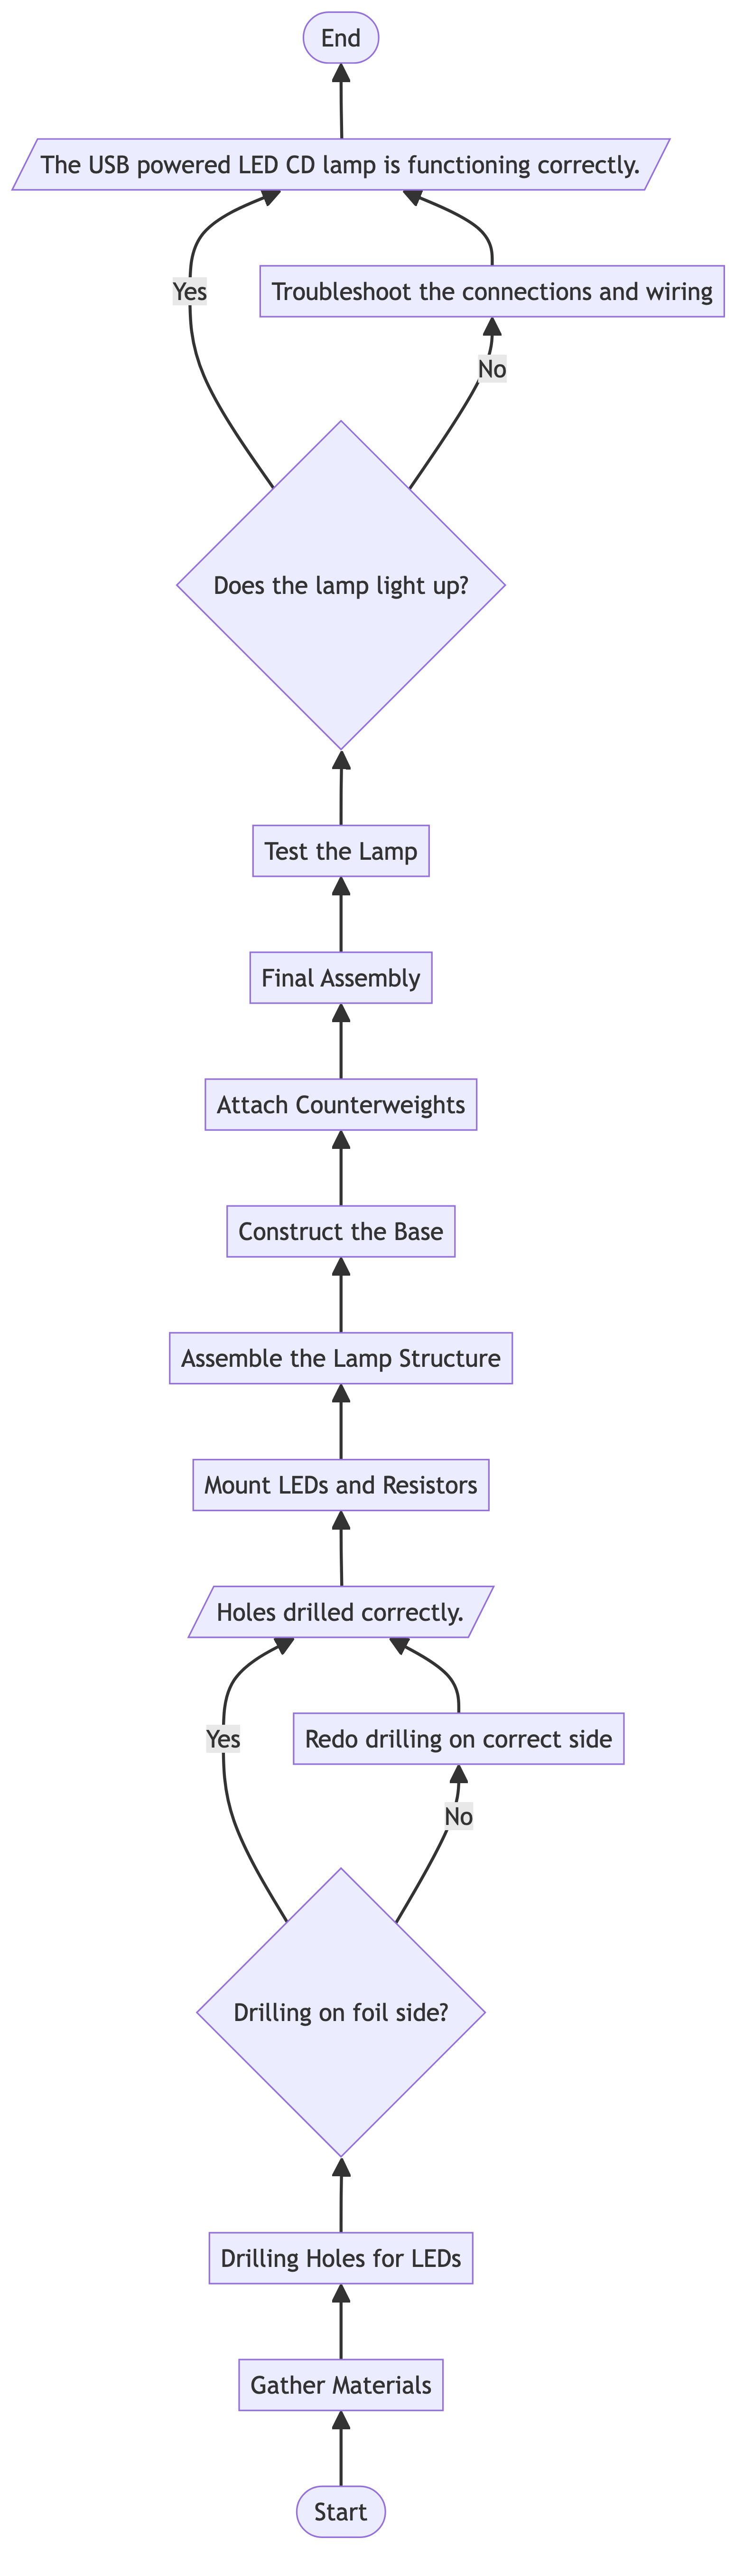 End
The USB powered LED CD lamp is functioning correctly.
Yes
Troubleshoot the connections and wiring
No
Does the lamp light up?
Test the Lamp
Final Assembly
Attach Counterweights
Construct the Base
Assemble the Lamp Structure
Mount LEDs and Resistors
Holes drilled correctly.
Yes
Redo drilling on correct side
No
Drilling on foil side?
Drilling Holes for LEDs
Gather Materials
Start